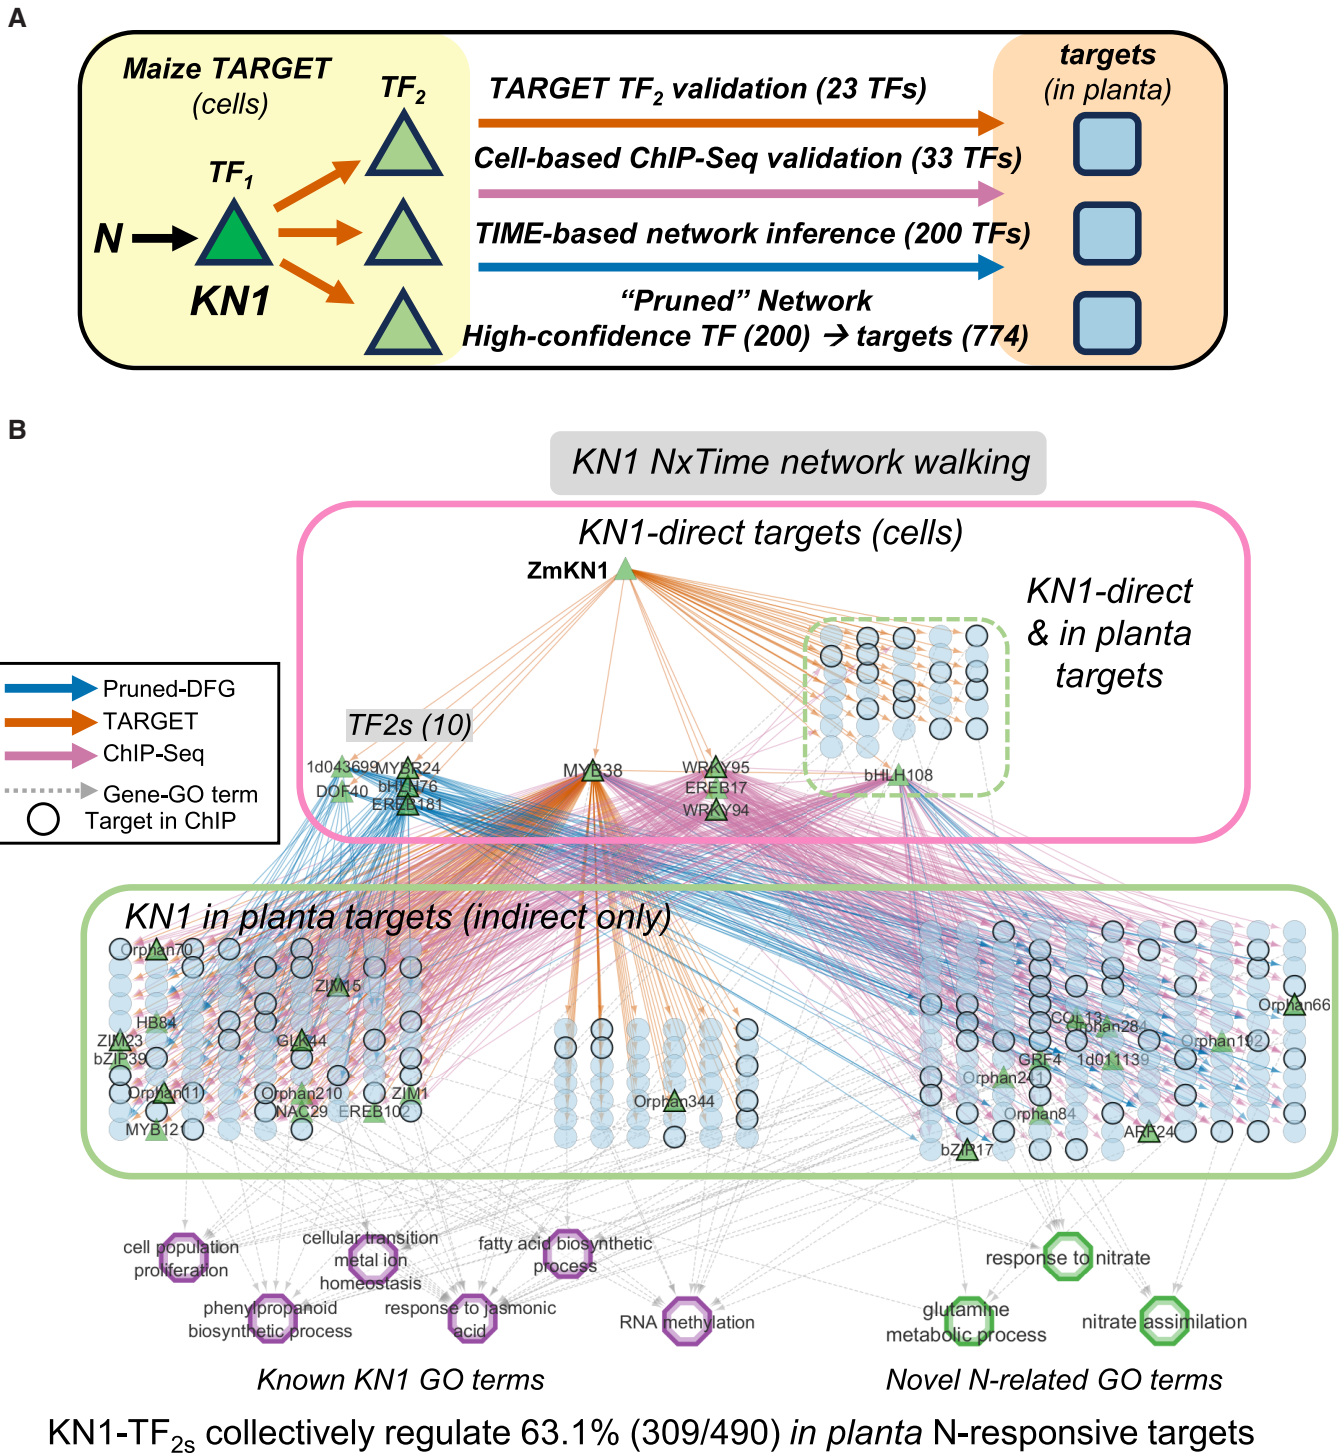 A
Maize TARGET
(cells)
TF2
TF1
N
KN1
TARGET TF2 validation (23 TFs)
Cell-based ChIP-Seq validation (33 TFs)
TIME-based network inference (200 TFs)
“Pruned” Network
High-confidence TF (200) → targets (774)
targets
(in planta)
B
KN1 NxTime network walking
KN1-direct targets (cells)
ZmKN1
KN1-direct
& in planta
targets
Pruned-DFG
TARGET
ChIP-Seq
Gene-GO term
Target in ChIP
TF2s (10)
1d043699
MYBR24
DOF40
bHLH76
EREB181
MYB38
WRKY95
EREB17
WRKY94
bHLH108
KN1 in planta targets (indirect only)
Orphan70
ZIM15
HB84
ZIM23
bZIP39
GLK44
Orphan11
Orphan210
ZIM1
NAC29
EREB102
MYB121
Orphan344
Orphan66
COL13
Orphan284
Orphan192
GRF4
1d011139
Orphan241
Orphan84
ARF24
bZIP17
cell population
proliferation
cellular transition
metal ion
homeostasis
fatty acid biosynthetic
process
response to nitrate
phenylpropanoid
biosynthetic process
response to jasmonic
acid
RNA methylation
glutamine
metabolic process
nitrate assimilation
Known KN1 GO terms
Novel N-related GO terms
KN1-TF2s collectively regulate 63.1% (309/490) in planta N-responsive targets